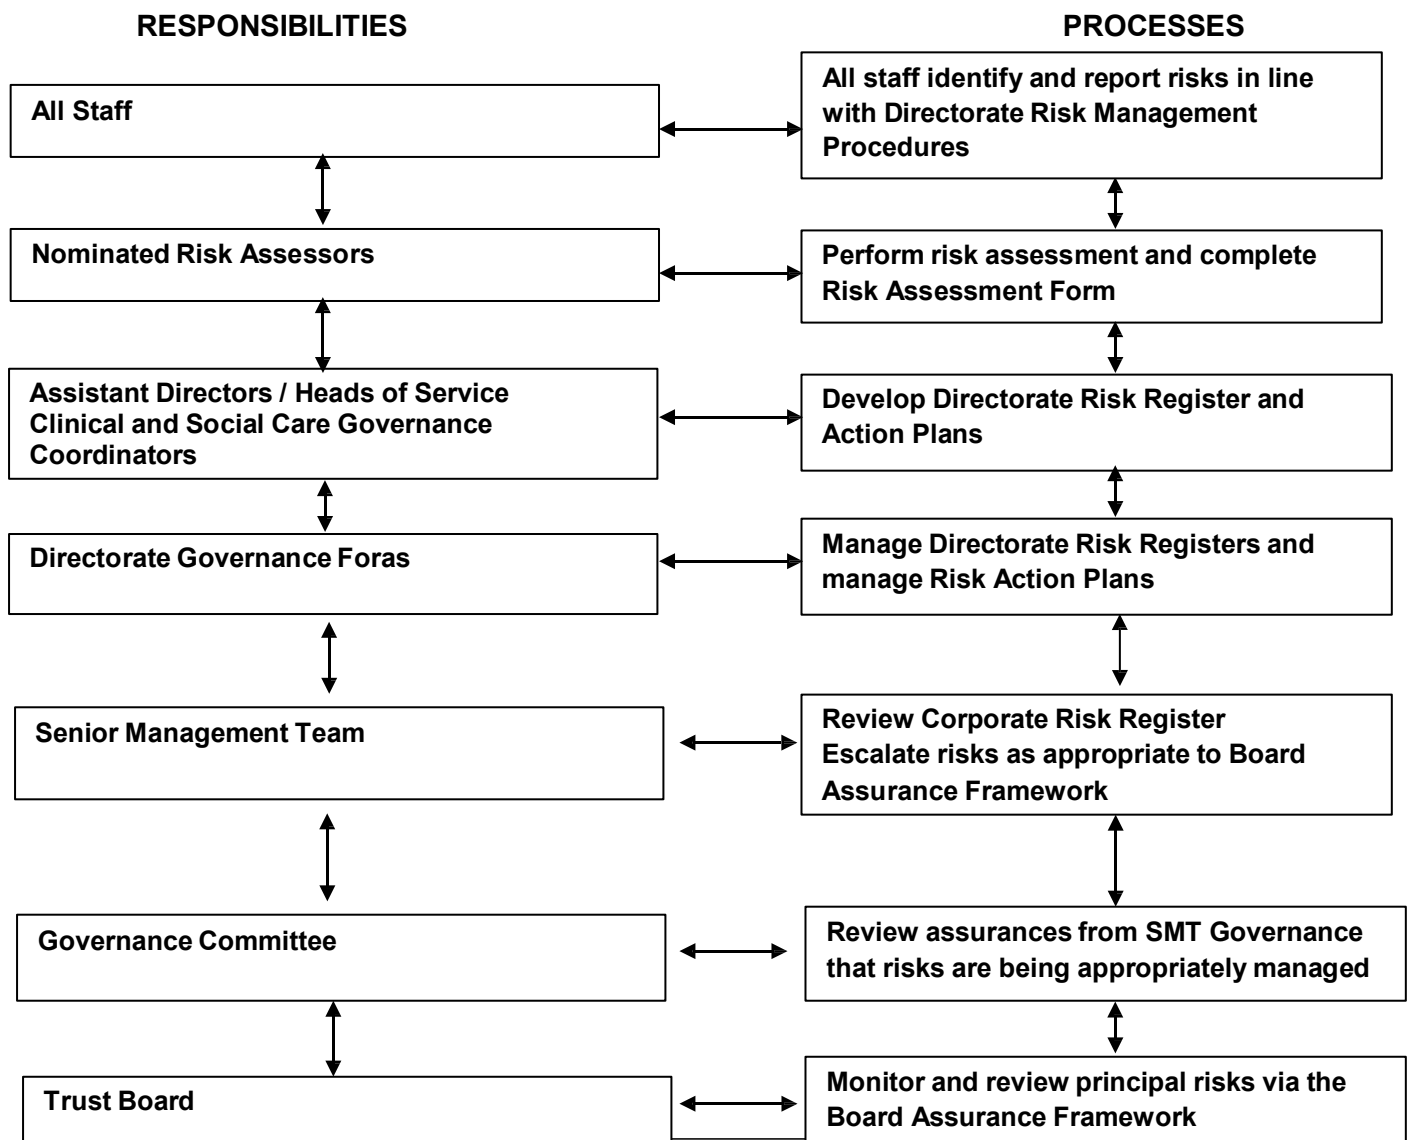 RESPONSIBILITIES
PROCESSES
All Staff
All staff identify and report risks in line
with Directorate Risk Management
Procedures
Nominated Risk Assessors
Perform risk assessment and complete
Risk Assessment Form
Assistant Directors / Heads of Service
Clinical and Social Care Governance
Coordinators
Develop Directorate Risk Register and
Action Plans
Directorate Governance Foras
Manage Directorate Risk Registers and
manage Risk Action Plans
Senior Management Team
Review Corporate Risk Register
Escalate risks as appropriate to Board
Assurance Framework
Governance Committee
Review assurances from SMT Governance
that risks are being appropriately managed
Trust Board
Monitor and review principal risks via the
Board Assurance Framework